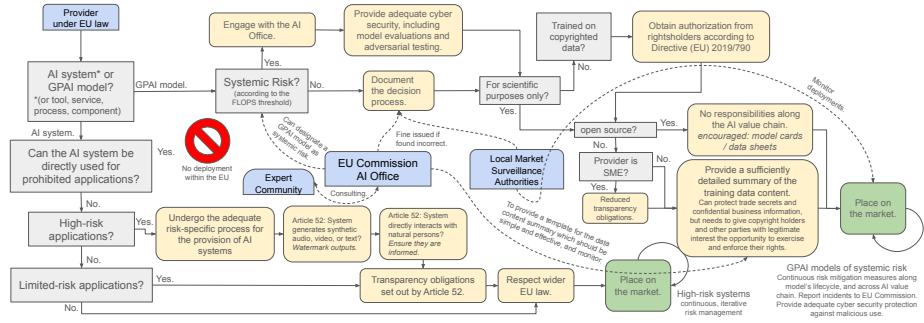 Provider
under EU law
Engage with the AI
Office.
Provide adequate cyber
security, including
model evaluations and
adversarial testing.
Trained on
copyrighted
data?
Yes.
Obtain authorization from
rightsholders according to
Directive (EU) 2019/790
No.
AI system* or
GPAI model?
*(or tool, service,
process, component)
GPAI model.
Yes.
Systemic Risk?
(according to the
FLOPS threshold)
No.
Document
the decision
process.
For scientific
purposes only?
Yes.
Monitor
deployments.
AI system.
Can the AI system be
directly used for
prohibited applications?
Yes.
No deployment
within the EU
Can designate a
GPAI model as
systemic risk.
Fine issued if
found incorrect.
EU Commission
AI Office
Expert
Community
Consulting.
Local Market
Surveillance
Authorities
open source?
Yes.
No.
No responsibilities along
the AI value chain.
encouraged: model cards
/ data sheets
Provider is
SME?
No.
Yes.
Reduced
transparency
obligations.
Provide a sufficiently
detailed summary of the
training data content.
Can protect trade secrets and
confidential business information,
but needs to give copyright holders
and other parties with legitimate
interest the opportunity to exercise
and enforce their rights.
Place on
the market.
No.
High-risk
applications?
Yes.
Undergo the adequate
risk-specific process for
the provision of AI
systems
Article 52: System
generates synthetic
audio, video, or text?
Watermark outputs.
Article 52: System
directly interacts with
natural persons?
Ensure they are
informed.
To provide a template for the data
content summary which should be
simple and effective, and monitor
No.
Limited-risk applications?
Yes.
No.
Transparency obligations
set out by Article 52.
Respect wider
EU law.
Place on
the market.
High-risk systems
continuous, iterative
risk management
GPAI models of systemic risk
Continuous risk mitigation measures along
model's lifecycle, and across AI value
chain. Report incidents to EU Commission.
Provide adequate cyber security protection
against malicious use.